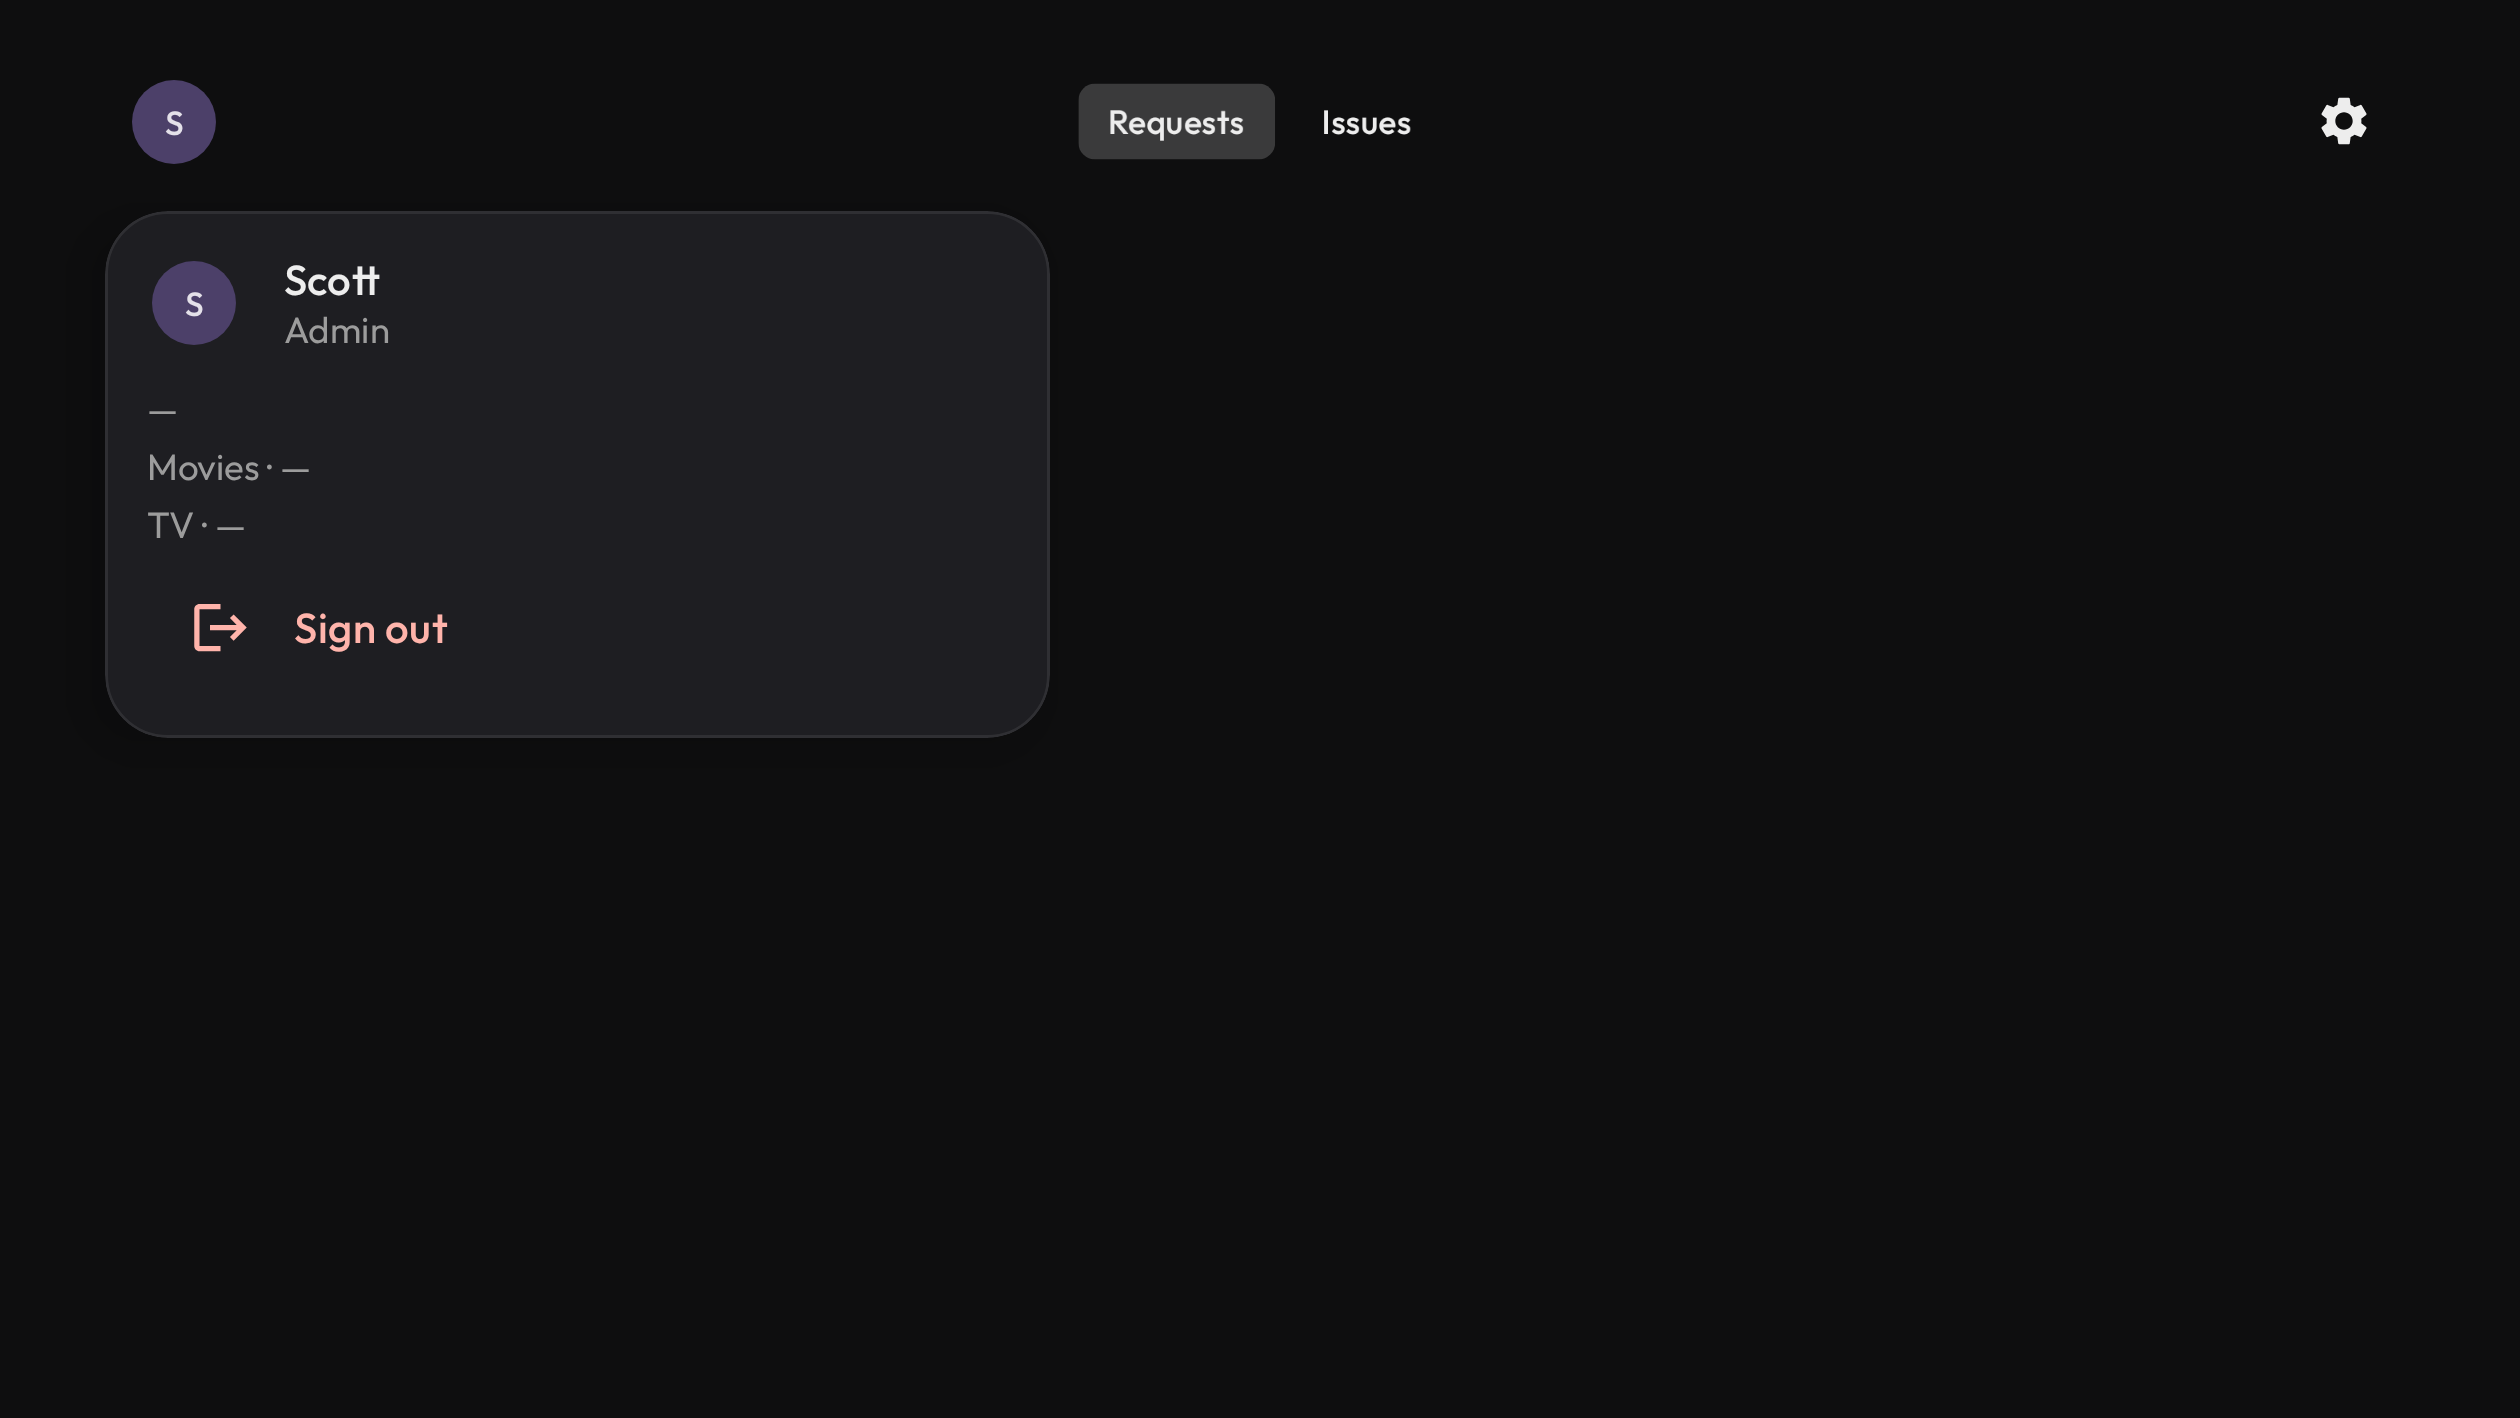 S
Requests
Issues
S
Scott
Admin
—
Movies · —
TV · —
Sign out